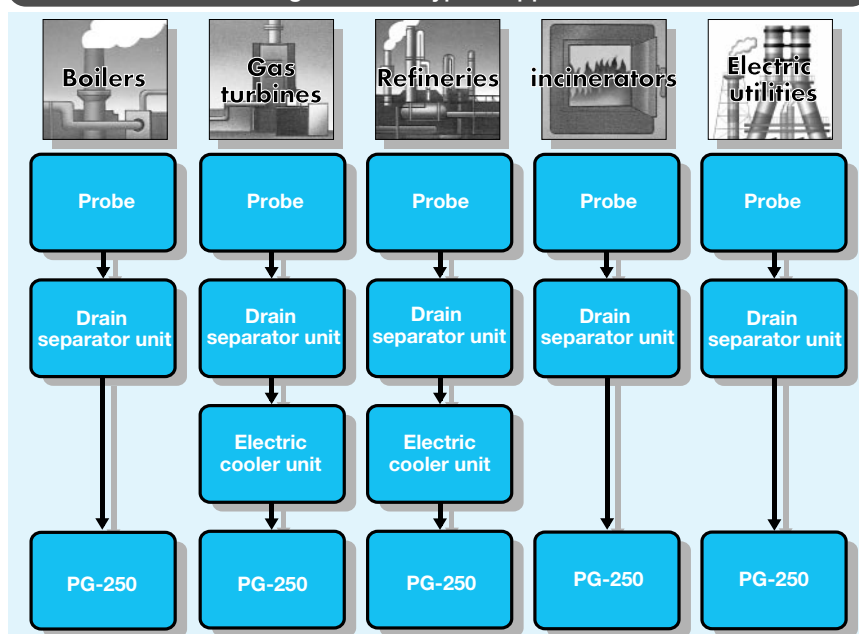 Boilers
Gas
turbines
Refineries
incinerators
Electric
utilities
Probe
Probe
Probe
Probe
Probe
Drain
separator unit
Drain
separator unit
Drain
separator unit
Drain
separator unit
Drain
separator unit
Electric
cooler unit
Electric
cooler unit
PG-250
PG-250
PG-250
PG-250
PG-250